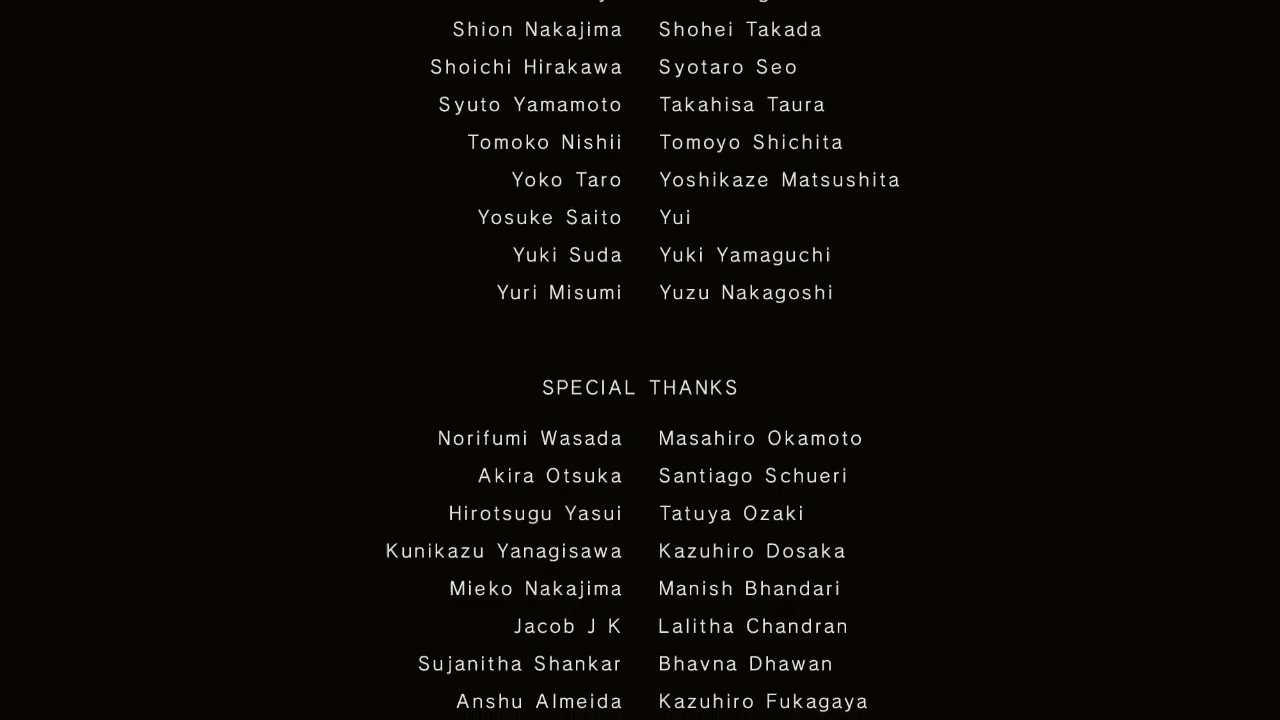 Shion Nakajima Shohei Takada
Shoichi Hirakawa Syotaro Seo
Syuto Yamamoto Takahisa Taura
Tomoko Nishii Tomoyo Shichita
Yoko Taro Yoshikaze Matsushita
Yosuke Saito Yui
Yuki Suda Yuki Yamaguchi
Yuri Misumi Yuzu Nakagoshi
SPECIAL THANKS
Norifumi Wasada Masahiro Okamoto
Akira Otsuka Santiago Schueri
Hirotsugu Yasui Tatuya Ozaki
Kunikazu Yanagisawa Kazuhiro Dosaka
Mieko Nakajima Manish Bhandari
Jacob J K Lalitha Chandran
Sujanitha Shankar Bhavna Dhawan
Anshu Almeida Kazuhiro Fukagaya